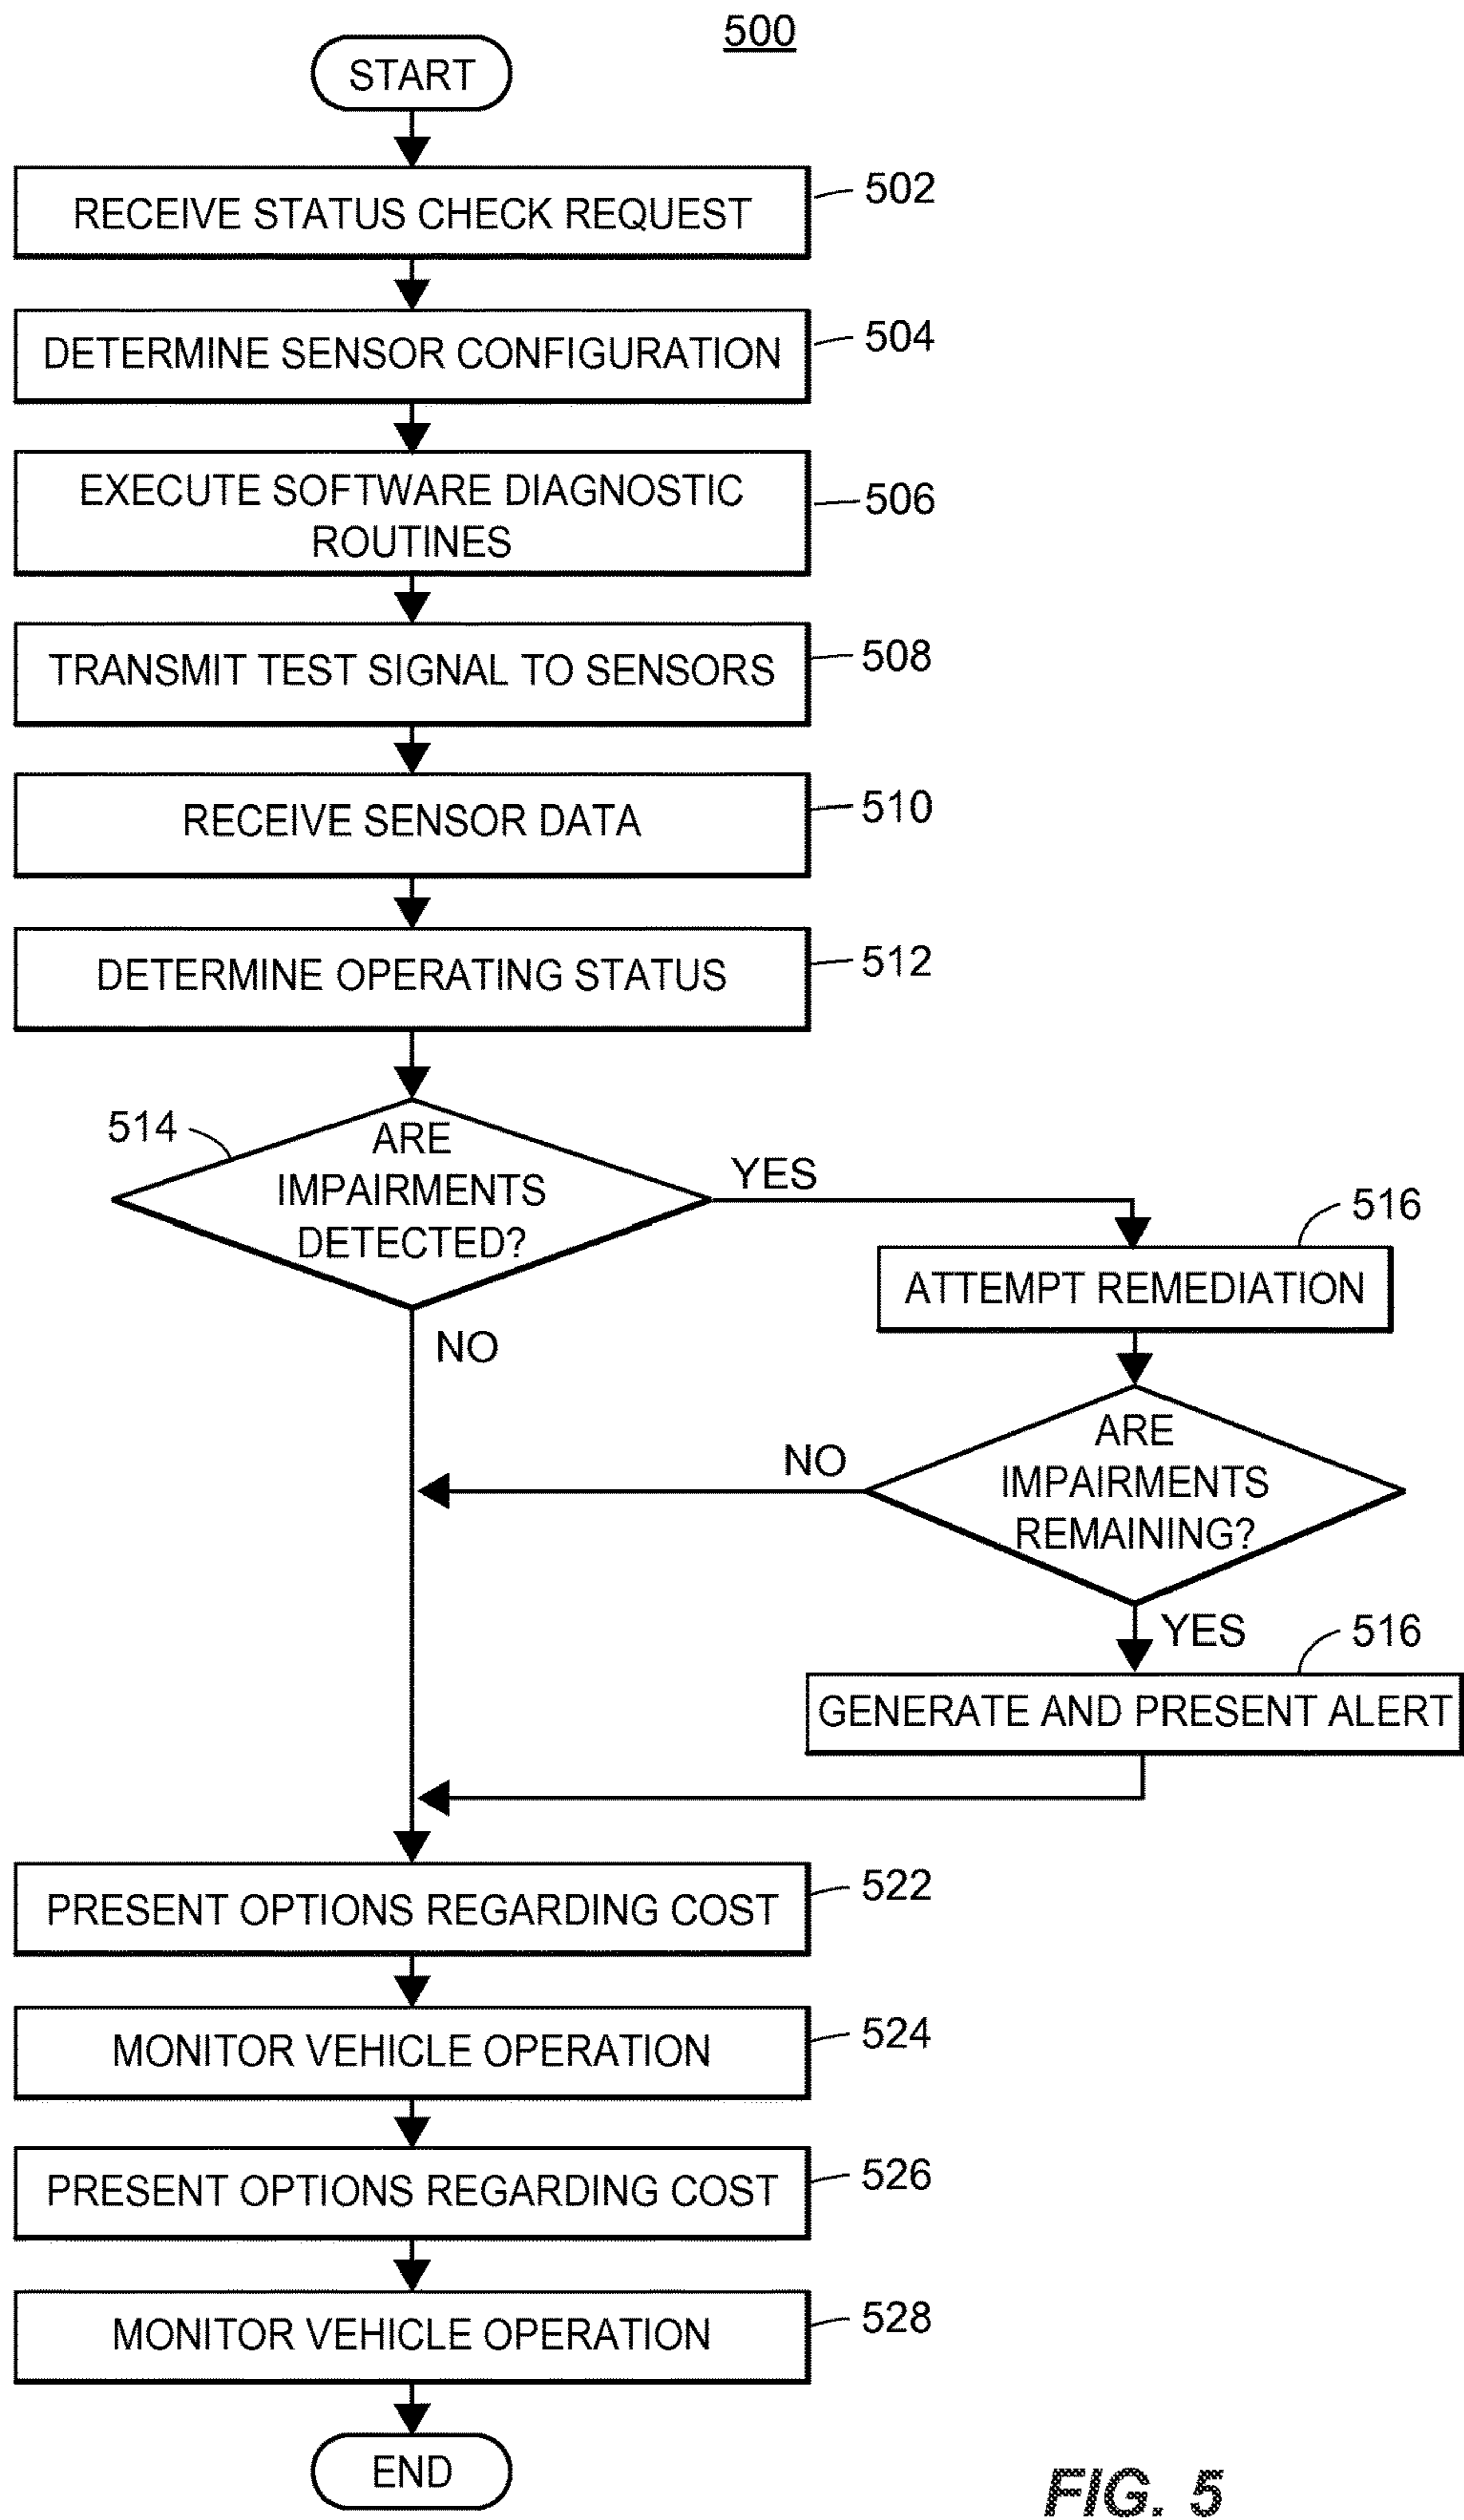 500
START
RECEIVE STATUS CHECK REQUEST
502
DETERMINE SENSOR CONFIGURATION
504
EXECUTE SOFTWARE DIAGNOSTIC
ROUTINES
506
TRANSMIT TEST SIGNAL TO SENSORS
508
RECEIVE SENSOR DATA
510
DETERMINE OPERATING STATUS
512
514
ARE
IMPAIRMENTS
DETECTED?
YES
NO
516
ATTEMPT REMEDIATION
ARE
IMPAIRMENTS
REMAINING?
NO
YES
516
GENERATE AND PRESENT ALERT
PRESENT OPTIONS REGARDING COST
522
MONITOR VEHICLE OPERATION
524
PRESENT OPTIONS REGARDING COST
526
MONITOR VEHICLE OPERATION
528
END
FIG. 5